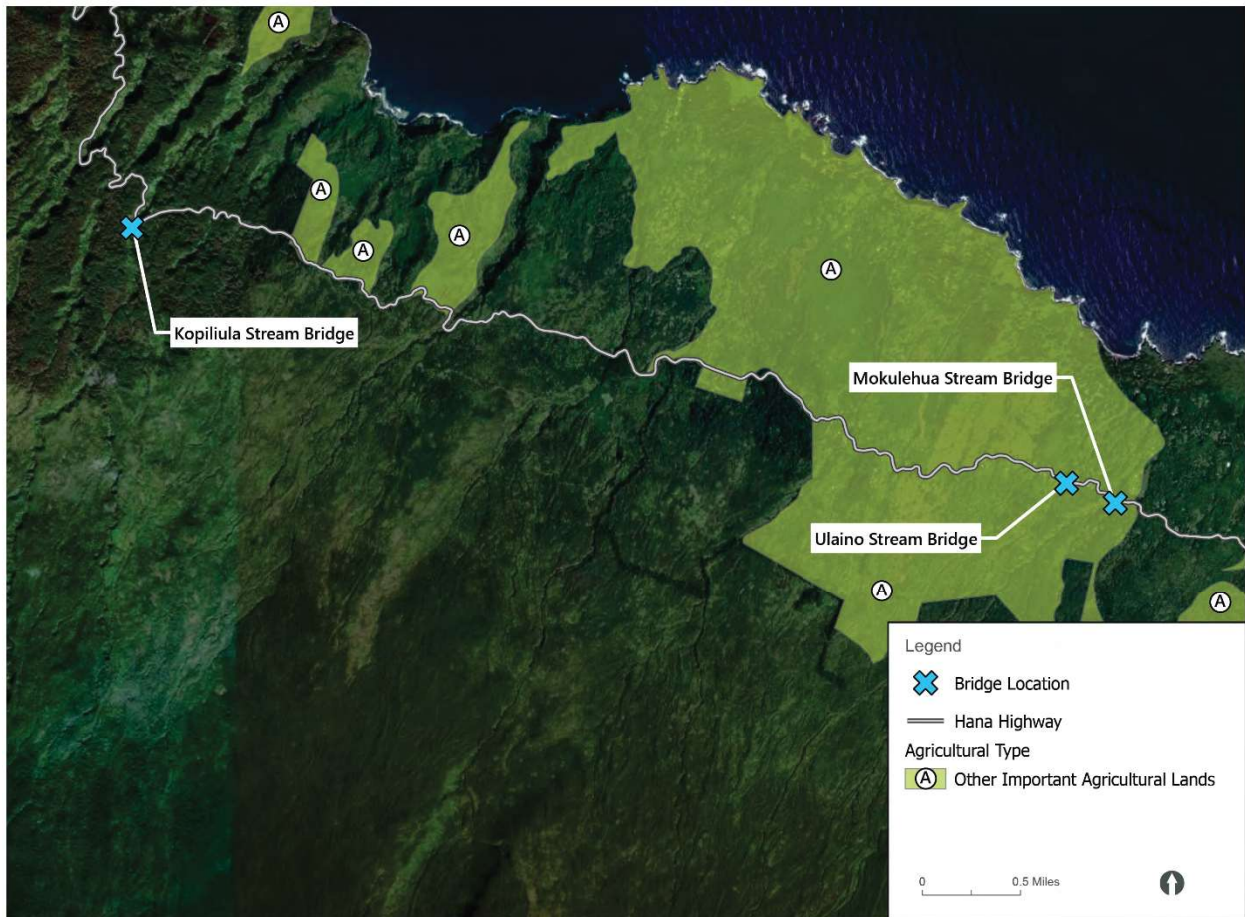 A
A
A
A
A
Kopiliula Stream Bridge
Mokulehua Stream Bridge
Ulaino Stream Bridge
A
A
Legend
Bridge Location
Hana Highway
Agricultural Type
A Other Important Agricultural Lands
0 0.5 Miles